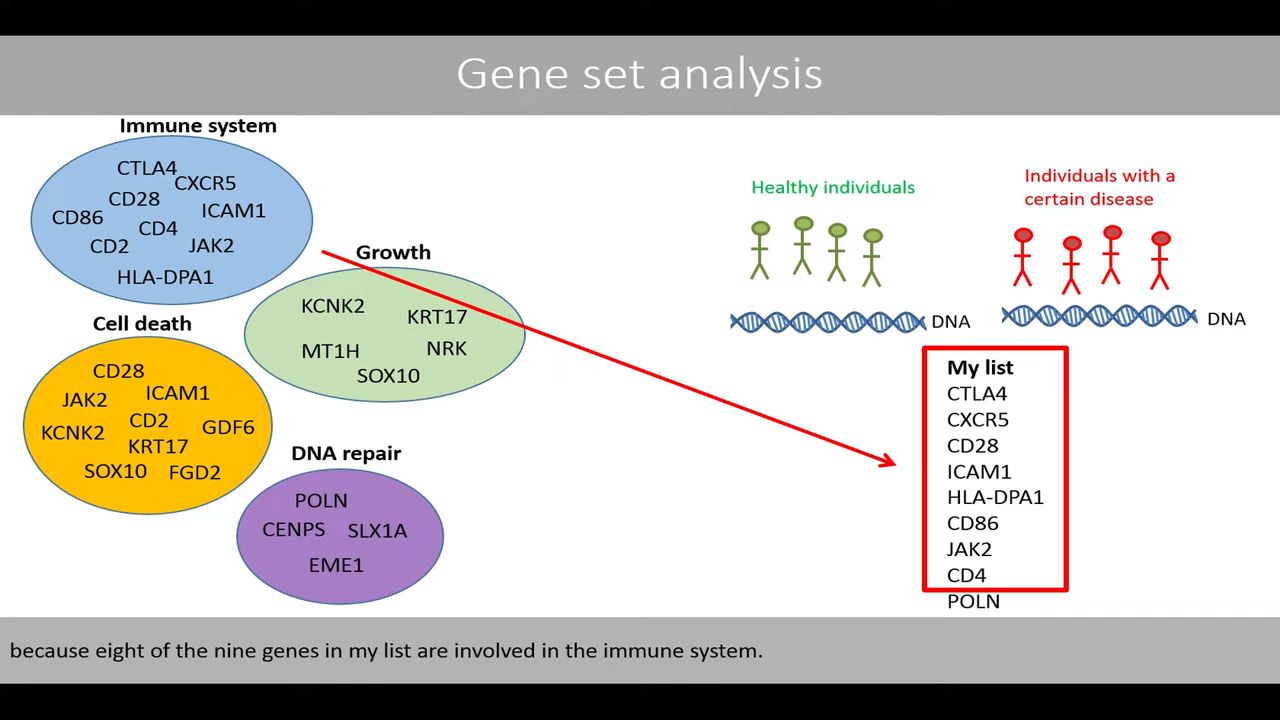 Gene set analysis
Immune system
CTLA4
CXCR5
CD28
ICAM1
CD86
CD4
CD2
JAK2
HLA-DPA1
Growth
KCNK2
KRT17
MT1H
NRK
SOX10
Cell death
CD28
JAK2
ICAM1
CD2
KCNK2
GDF6
KRT17
SOX10
FGD2
DNA repair
POLN
CENPS
SLX1A
EME1
Healthy individuals
DNA
Individuals with a
certain disease
DNA
My list
CTLA4
CXCR5
CD28
ICAM1
HLA-DPA1
CD86
JAK2
CD4
POLN
because eight of the nine genes in my list are involved in the immune system.